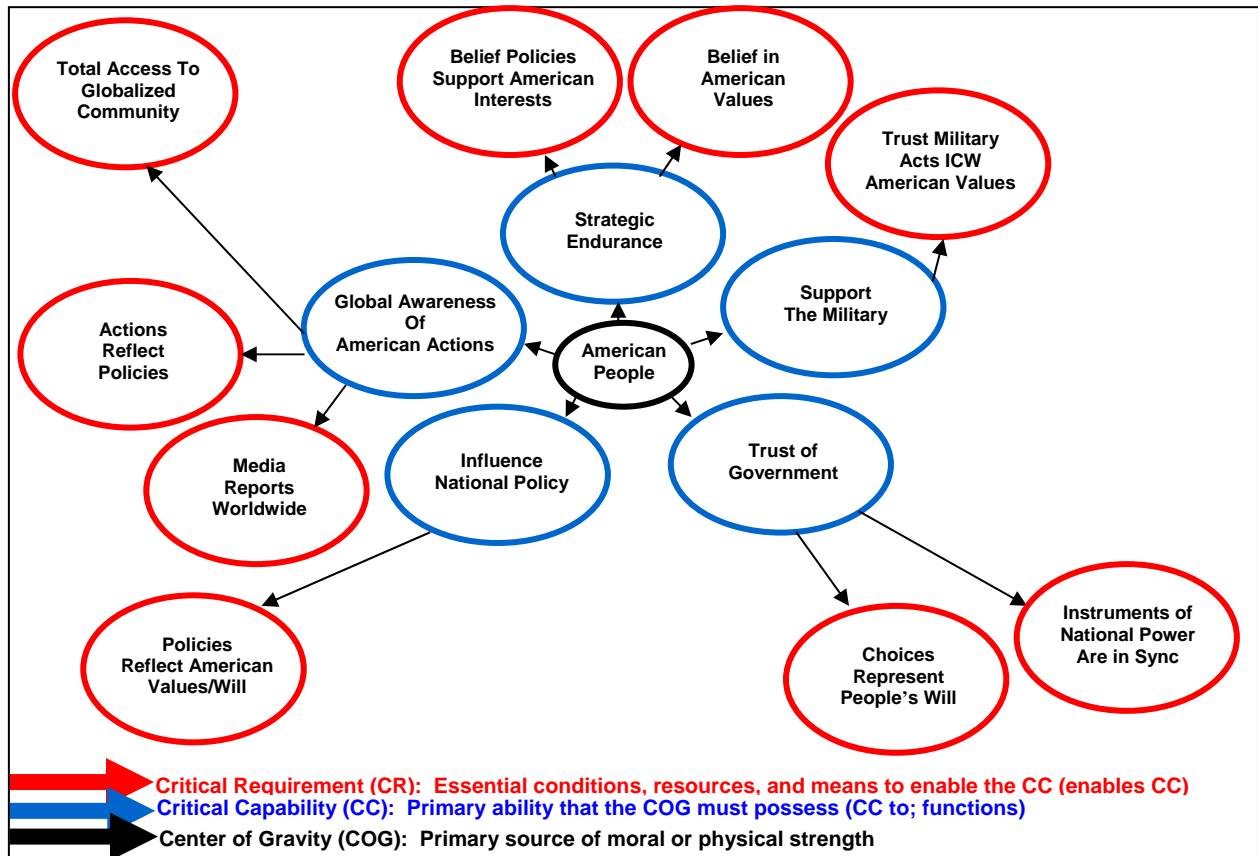 Total Access To
Globalized
Community
Belief Policies
Support American
Interests
Belief in
American
Values
Trust Military
Acts ICW
American Values
Strategic
Endurance
Global Awareness
Of
American Actions
Support
The Military
Actions
Reflect
Policies
American
People
Media
Reports
Worldwide
Influence
National Policy
Trust of
Government
Policies
Reflect American
Values/Will
Choices
Represent
People’s Will
Instruments of
National Power
Are in Sync
Critical Requirement (CR): Essential conditions, resources, and means to enable the CC (enables CC)
Critical Capability (CC): Primary ability that the COG must possess (CC to; functions)
Center of Gravity (COG): Primary source of moral or physical strength